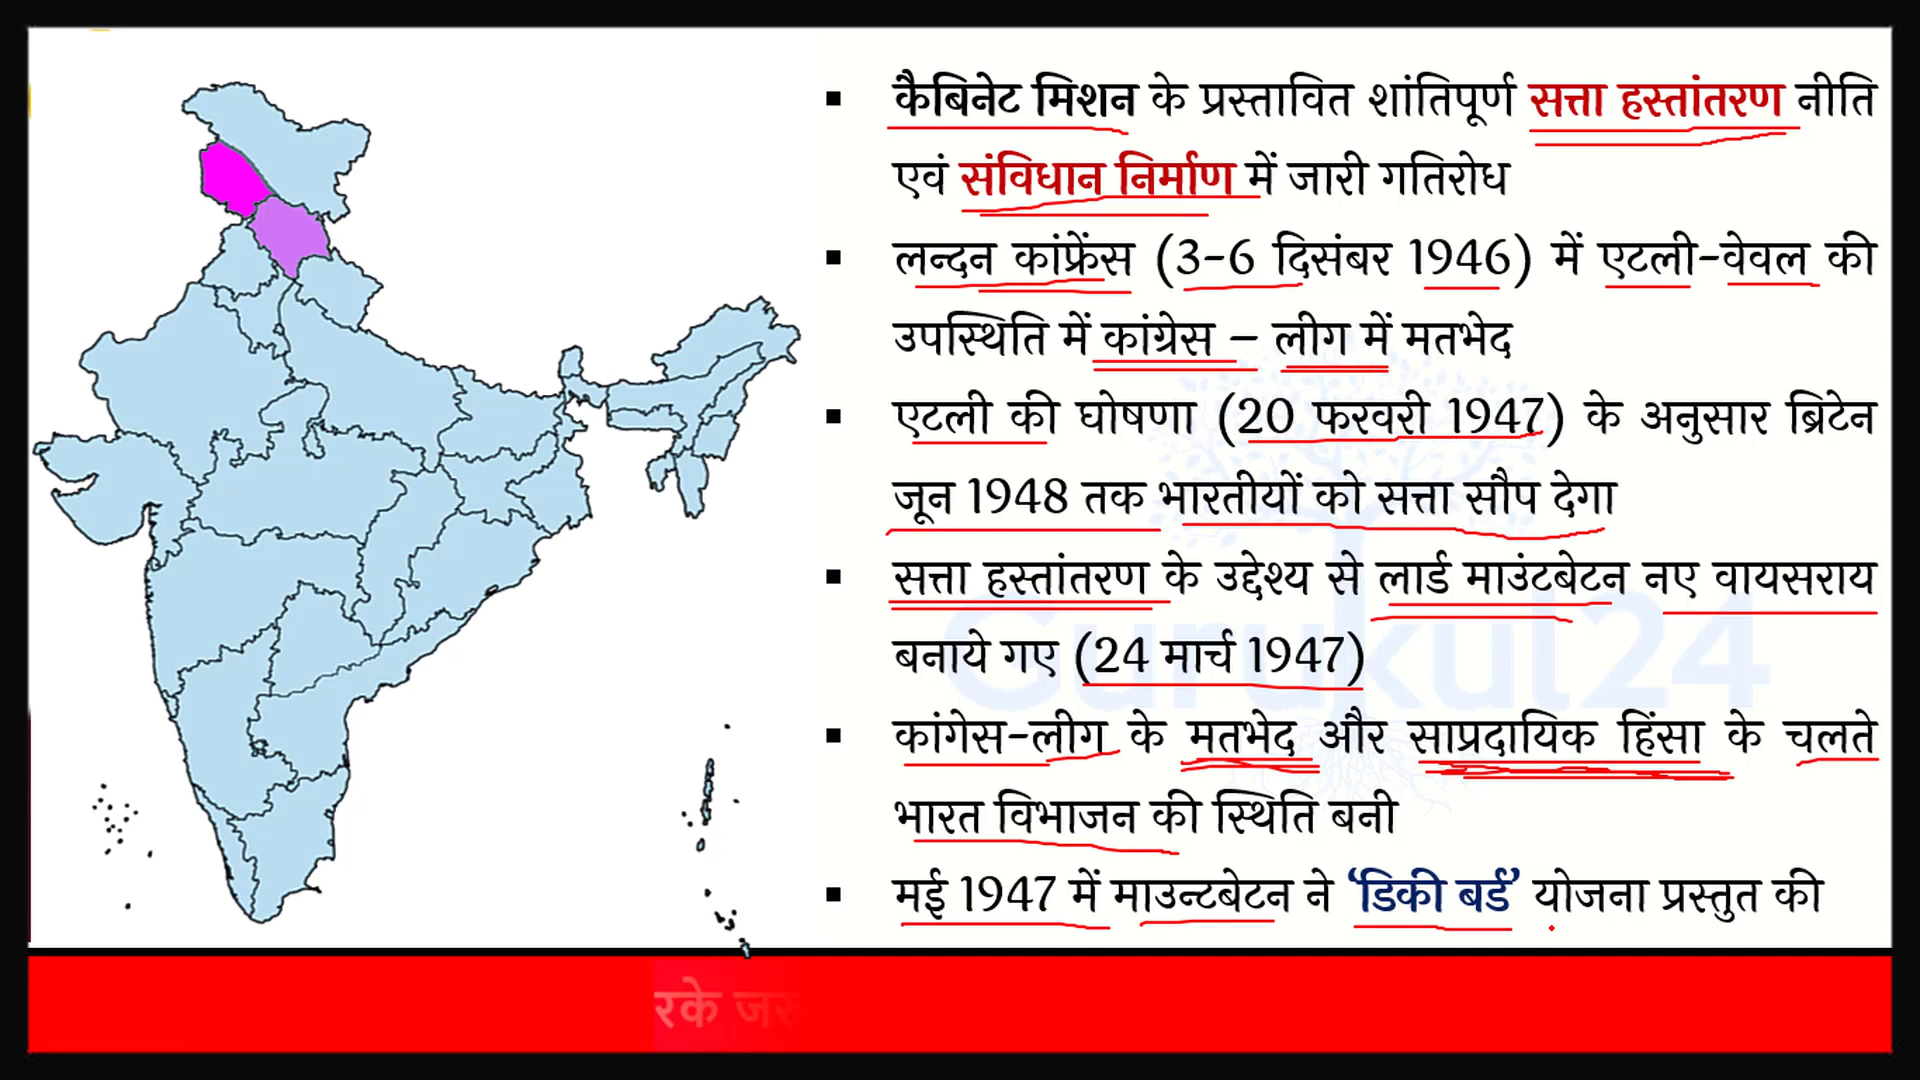 ▪ कैबिनेट मिशन के प्रस्तावित शांतिपूर्ण सत्ता हस्तांतरण नीति
एवं संविधान निर्माण में जारी गतिरोध
▪ लन्दन कांफ्रेंस (3-6 दिसंबर 1946) में एटली-वेवल की
उपस्थिति में कांग्रेस – लीग में मतभेद
▪ एटली की घोषणा (20 फरवरी 1947) के अनुसार ब्रिटेन
जून 1948 तक भारतीयों को सत्ता सौप देगा
▪ सत्ता हस्तांतरण के उद्देश्य से लार्ड माउंटबेटन नए वायसराय
बनाये गए (24 मार्च 1947)
▪ कांगेस-लीग के मतभेद और साप्रदायिक हिंसा के चलते
भारत विभाजन की स्थिति बनी
▪ मई 1947 में माउन्टबेटन ने ‘डिकी बर्ड’ योजना प्रस्तुत की
Gurukul24
रके